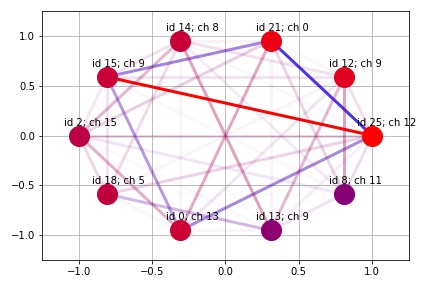 1.0
0.5
0.0
−0.5
−1.0
id 14; ch 8
id 21; ch 0
id 15; ch 9
id 12; ch 9
id 2; ch 15
id 25; ch 12
id 18; ch 5
id 8; ch 11
id 0; ch 13
id 13; ch 9
−1.0 −0.5 0.0 0.5 1.0